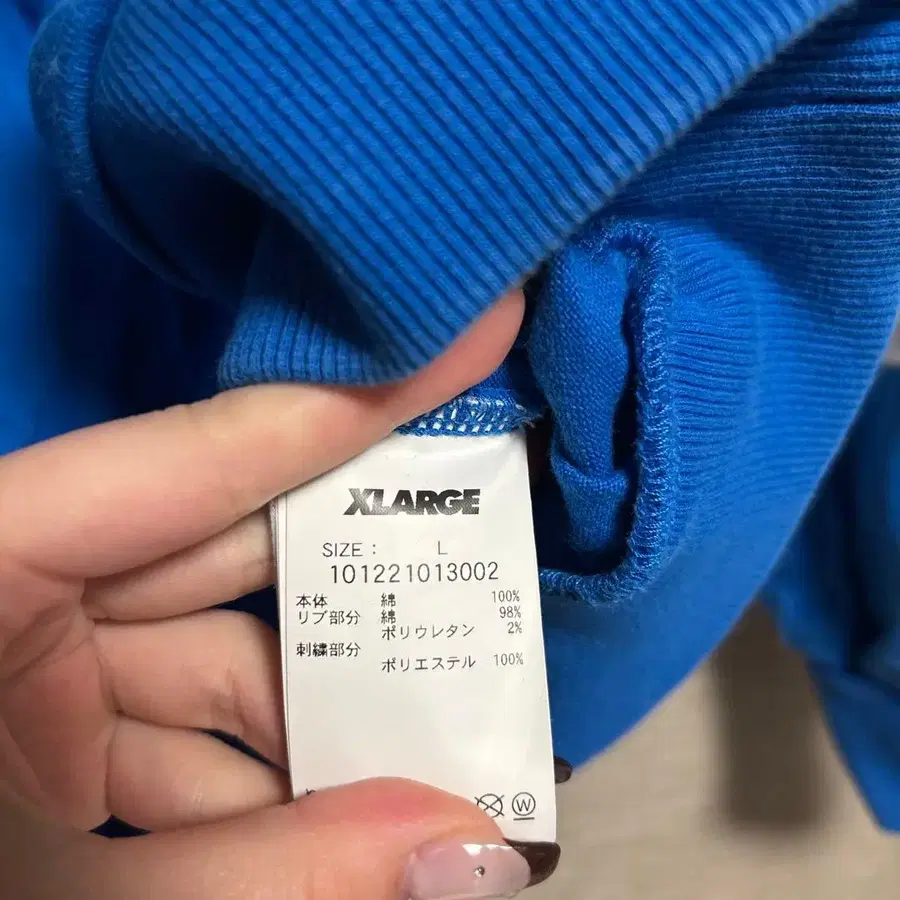 XLARGE
SIZE : L
101221013002
本体 綿 100%
リブ部分 綿 98%
ポリウレタン 2%
刺繍部分
ポリエステル 100%
W